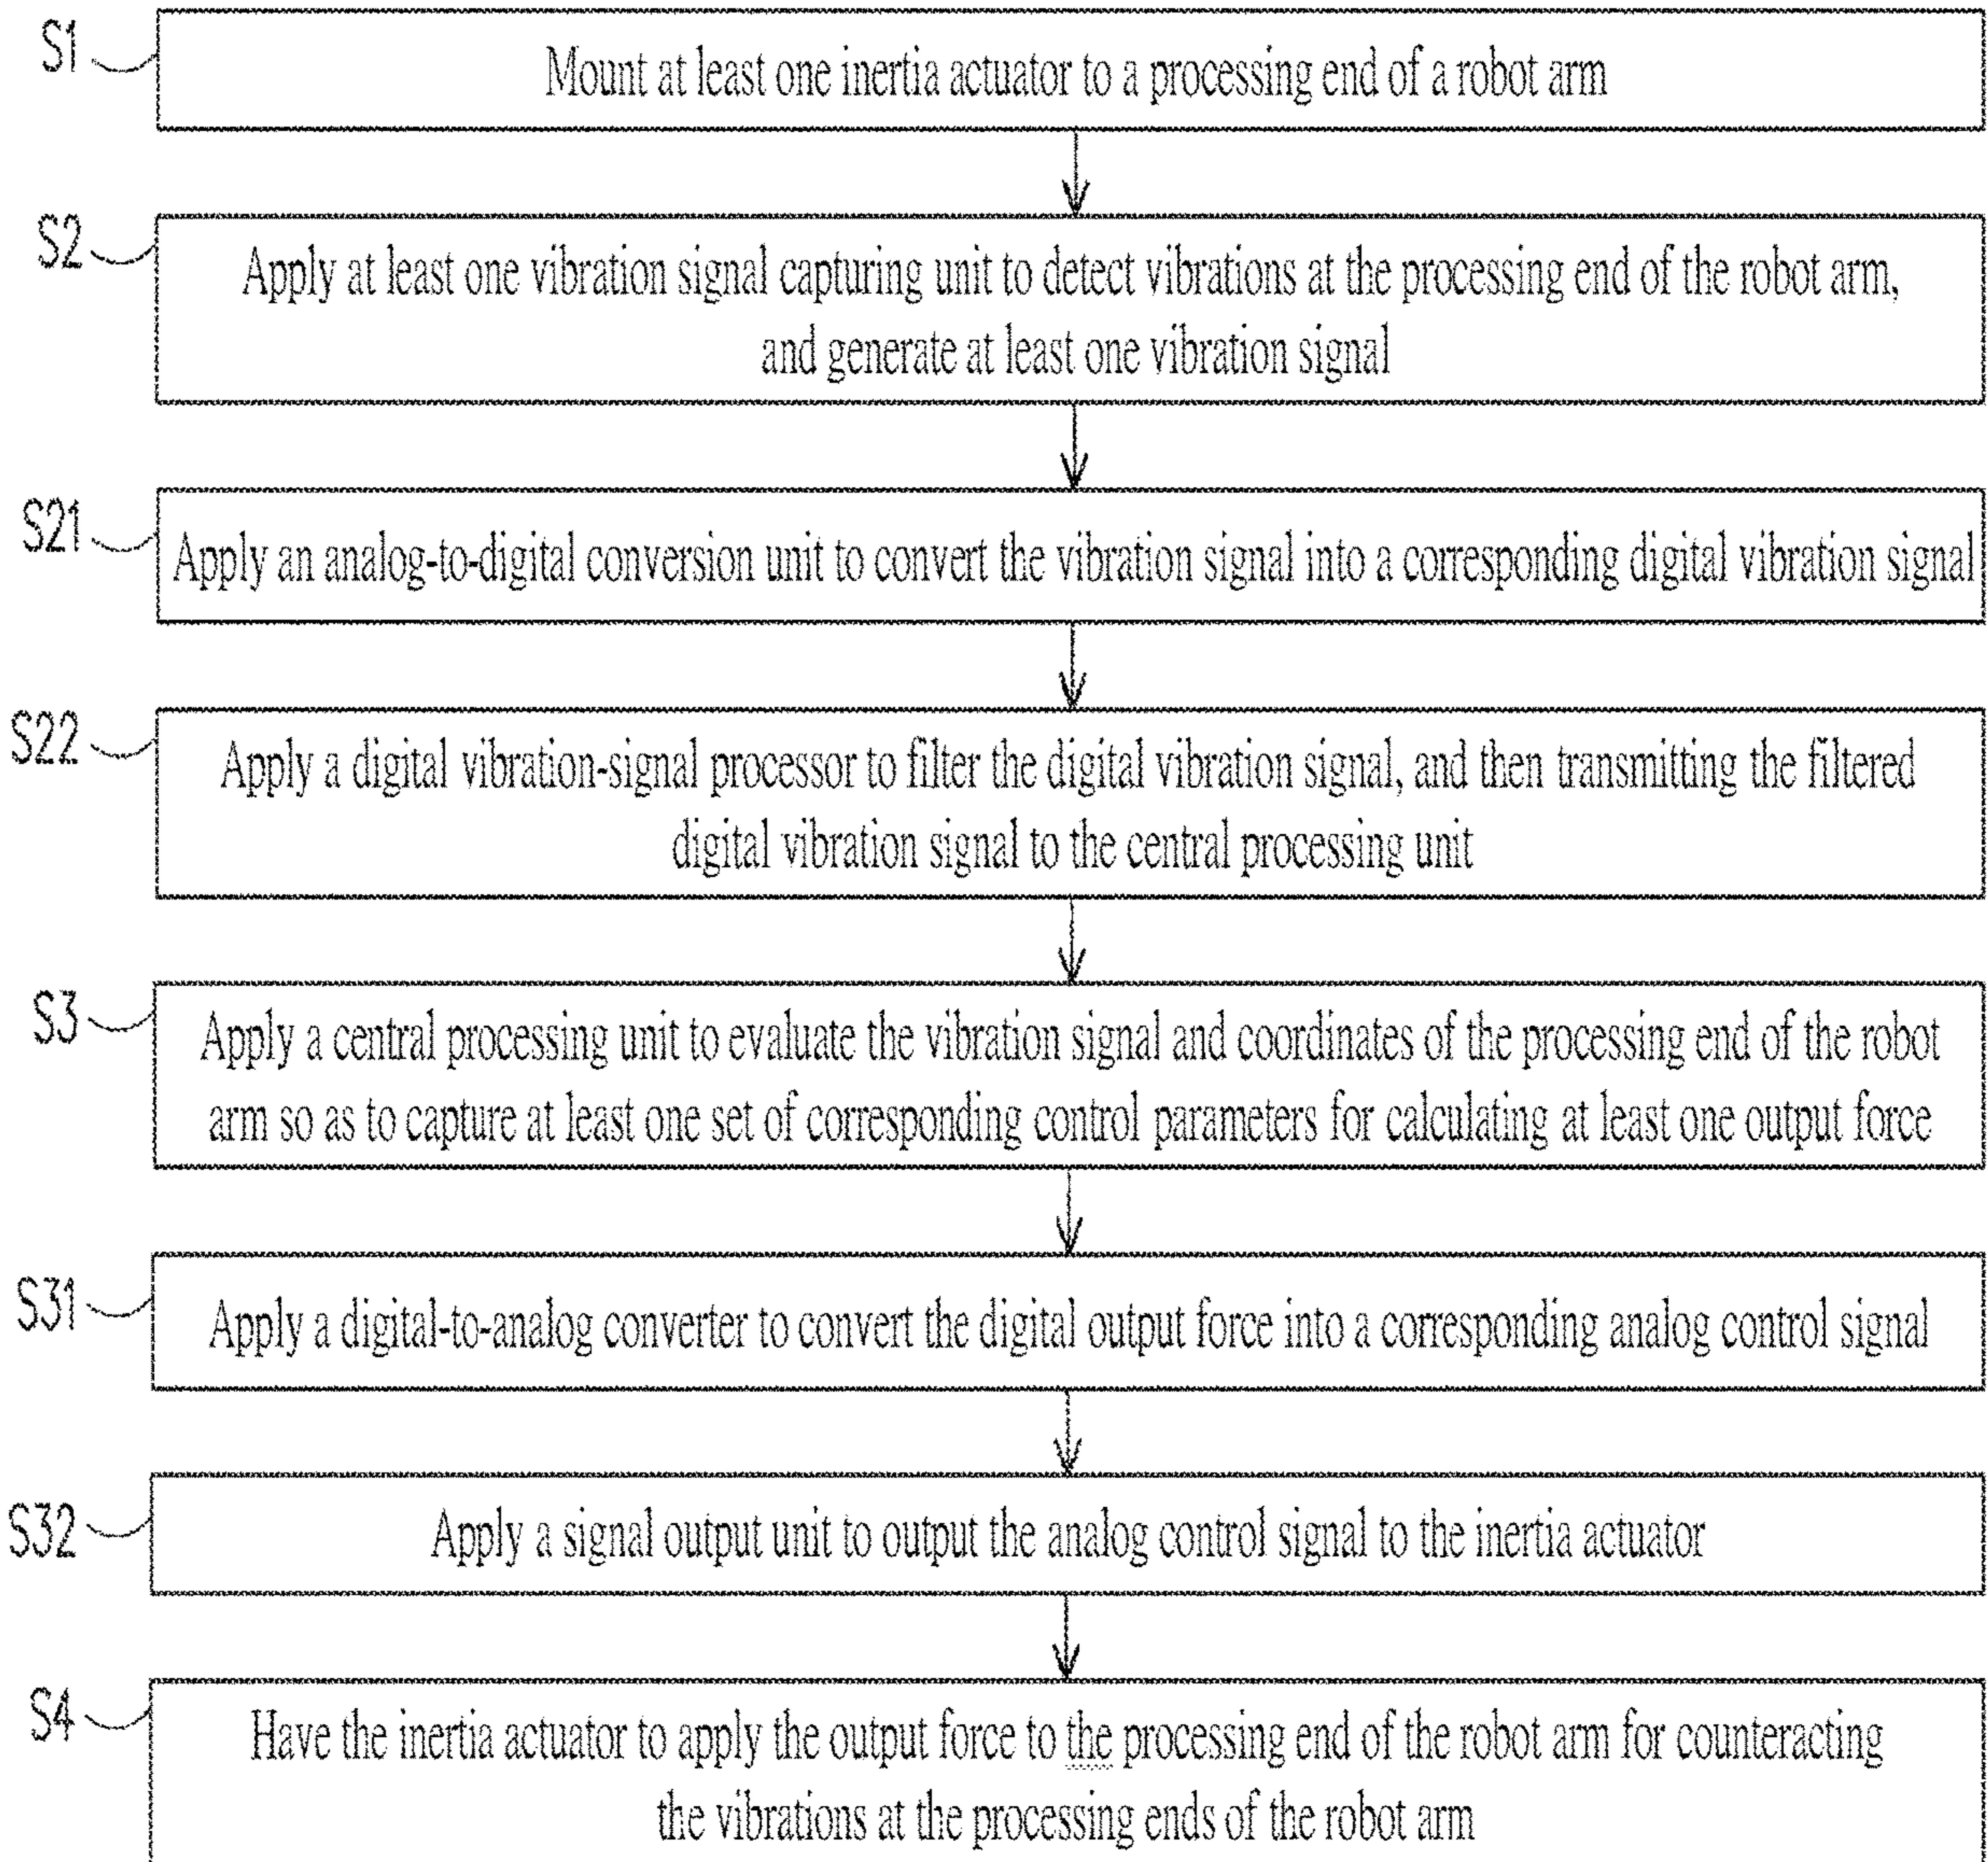 S1
Mount at least one inertia actuator to a processing end of a robot arm
S2
Apply at least one vibration signal capturing unit to detect vibrations at the processing end of the robot arm,
and generate at least one vibration signal
S21
Apply an analog-to-digital conversion unit to convert the vibration signal into a corresponding digital vibration signal
S22
Apply a digital vibration-signal processor to filter the digital vibration signal, and then transmitting the filtered
digital vibration signal to the central processing unit
S3
Apply a central processing unit to evaluate the vibration signal and coordinates of the processing end of the robot
arm so as to capture at least one set of corresponding control parameters for calculating at least one output force
S31
Apply a digital-to-analog converter to convert the digital output force into a corresponding analog control signal
S32
Apply a signal output unit to output the analog control signal to the inertia actuator
S4
Have the inertia actuator to apply the output force to the processing end of the robot arm for counteracting
the vibrations at the processing ends of the robot arm